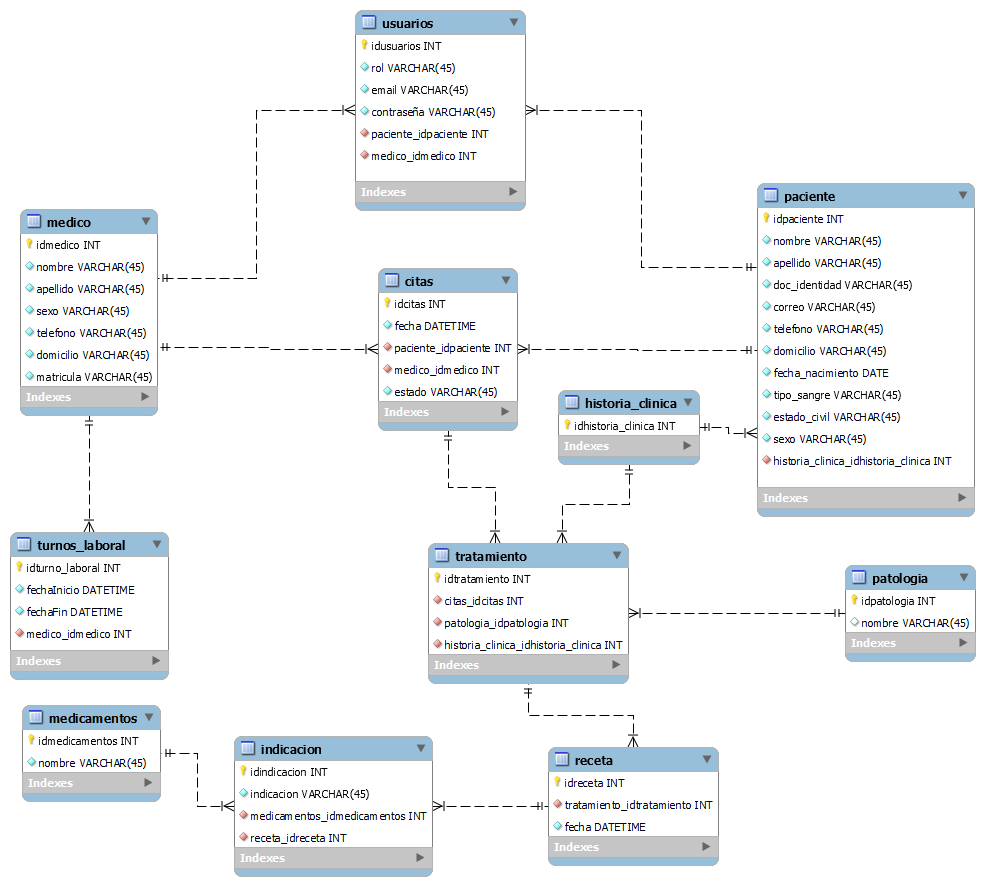 usuarios
idusuarios INT
rol VARCHAR(45)
email VARCHAR(45)
contraseña VARCHAR(45)
paciente_idpaciente INT
medico_idmedico INT
Indexes
medico
idmedico INT
nombre VARCHAR(45)
apellido VARCHAR(45)
sexo VARCHAR(45)
telefono VARCHAR(45)
domicilio VARCHAR(45)
matricula VARCHAR(45)
Indexes
citas
idcitas INT
fecha DATETIME
paciente_idpaciente INT
medico_idmedico INT
estado VARCHAR(45)
Indexes
paciente
idpaciente INT
nombre VARCHAR(45)
apellido VARCHAR(45)
doc_identidad VARCHAR(45)
correo VARCHAR(45)
telefono VARCHAR(45)
domicilio VARCHAR(45)
fecha_nacimiento DATE
tipo_sangre VARCHAR(45)
estado_civil VARCHAR(45)
sexo VARCHAR(45)
historia_clinica_idhistoria_clinica INT
Indexes
historia_clinica
idhistoria_clinica INT
Indexes
turnos_laboral
idturno_laboral INT
fechaInicio DATETIME
fechaFin DATETIME
medico_idmedico INT
Indexes
tratamiento
idtratamiento INT
citas_idcitas INT
patologia_idpatologia INT
historia_clinica_idhistoria_clinica INT
Indexes
patologia
idpatologia INT
nombre VARCHAR(45)
Indexes
medicamentos
idmedicamentos INT
nombre VARCHAR(45)
Indexes
indicacion
idindicacion INT
indicacion VARCHAR(45)
medicamentos_idmedicamentos INT
receta_idreceta INT
Indexes
receta
idreceta INT
tratamiento_idtratamiento INT
fecha DATETIME
Indexes